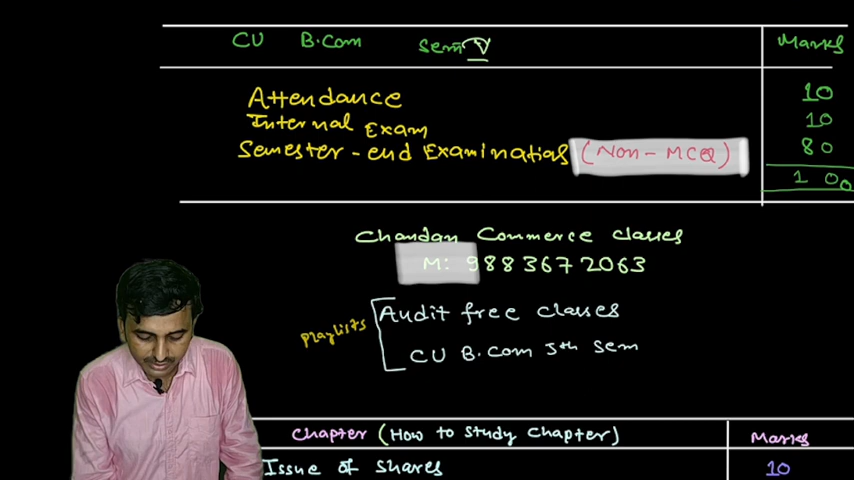 CU B.Com Sem V Marks
Attendance 10
Internal Exam 10
Semester-end Examinations (Non-MCQ) 80
100
Chandan Commerce Classes
M: 9883672063
playlists
Audit free classes
CU B.Com 5th Sem
Chapter (How to Study Chapter) Marks
Issue of Shares 10